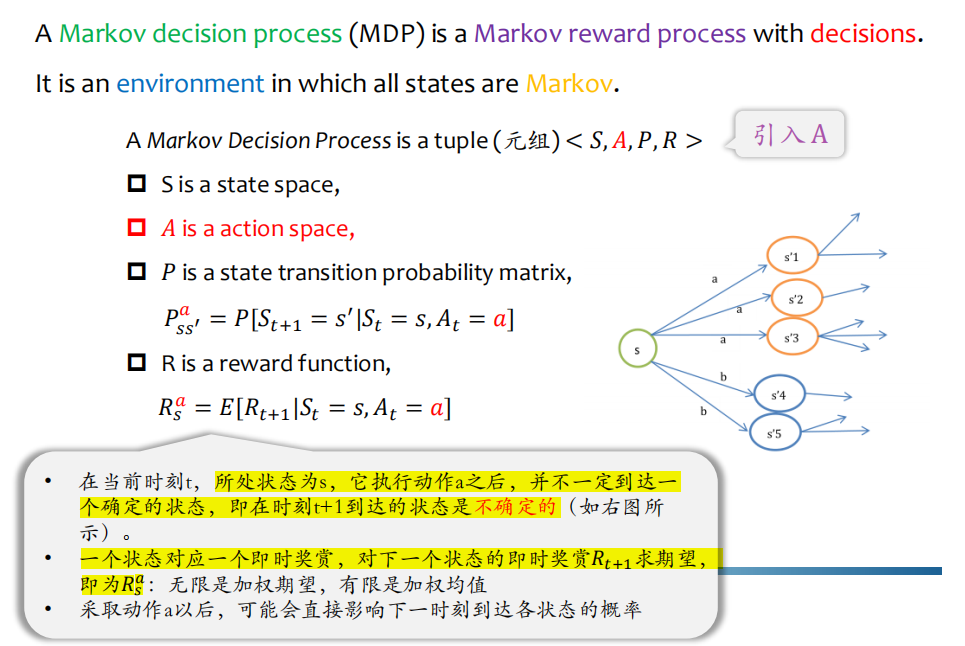 A Markov decision process (MDP) is a Markov reward process with decisions.
It is an environment in which all states are Markov.
A Markov Decision Process is a tuple (元组) < S, A, P, R >
引入A
S is a state space,
A is a action space,
P is a state transition probability matrix,
P^a_{ss'} = P[S_{t+1} = s'|S_t = s, A_t = a]
R is a reward function,
R^a_s = E[R_{t+1}|S_t = s, A_t = a]
s
a
a
a
b
b
s'1
s'2
s'3
s'4
s'5
• 在当前时刻t，所处状态为s，它执行动作a之后，并不一定到达一
个确定的状态，即在时刻t+1到达的状态是不确定的（如右图所
示）。
• 一个状态对应一个即时奖赏，对下一个状态的即时奖赏R_{t+1}求期望，
即为R^a_s：无限是加权期望，有限是加权均值
• 采取动作a以后，可能会直接影响下一时刻到达各状态的概率